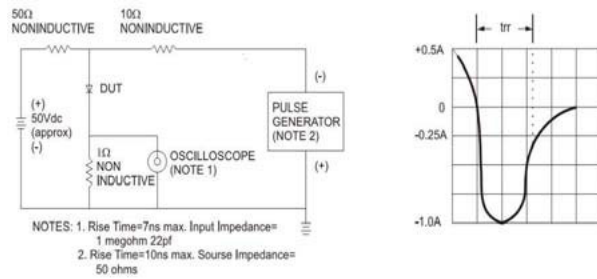 50Ω
NONINDUCTIVE
10Ω
NONINDUCTIVE
DUT
(+)
50Vdc
(approx)
(-)
1Ω
NON
INDUCTIVE
OSCILLOSCOPE
(NOTE 1)
(-)
PULSE
GENERATOR
(NOTE 2)
(+)
NOTES: 1. Rise Time=7ns max. Input Impedance=
1 megohm 22pf
2. Rise Time=10ns max. Sourse Impedance=
50 ohms
trr
+0.5A
0
-0.25A
-1.0A